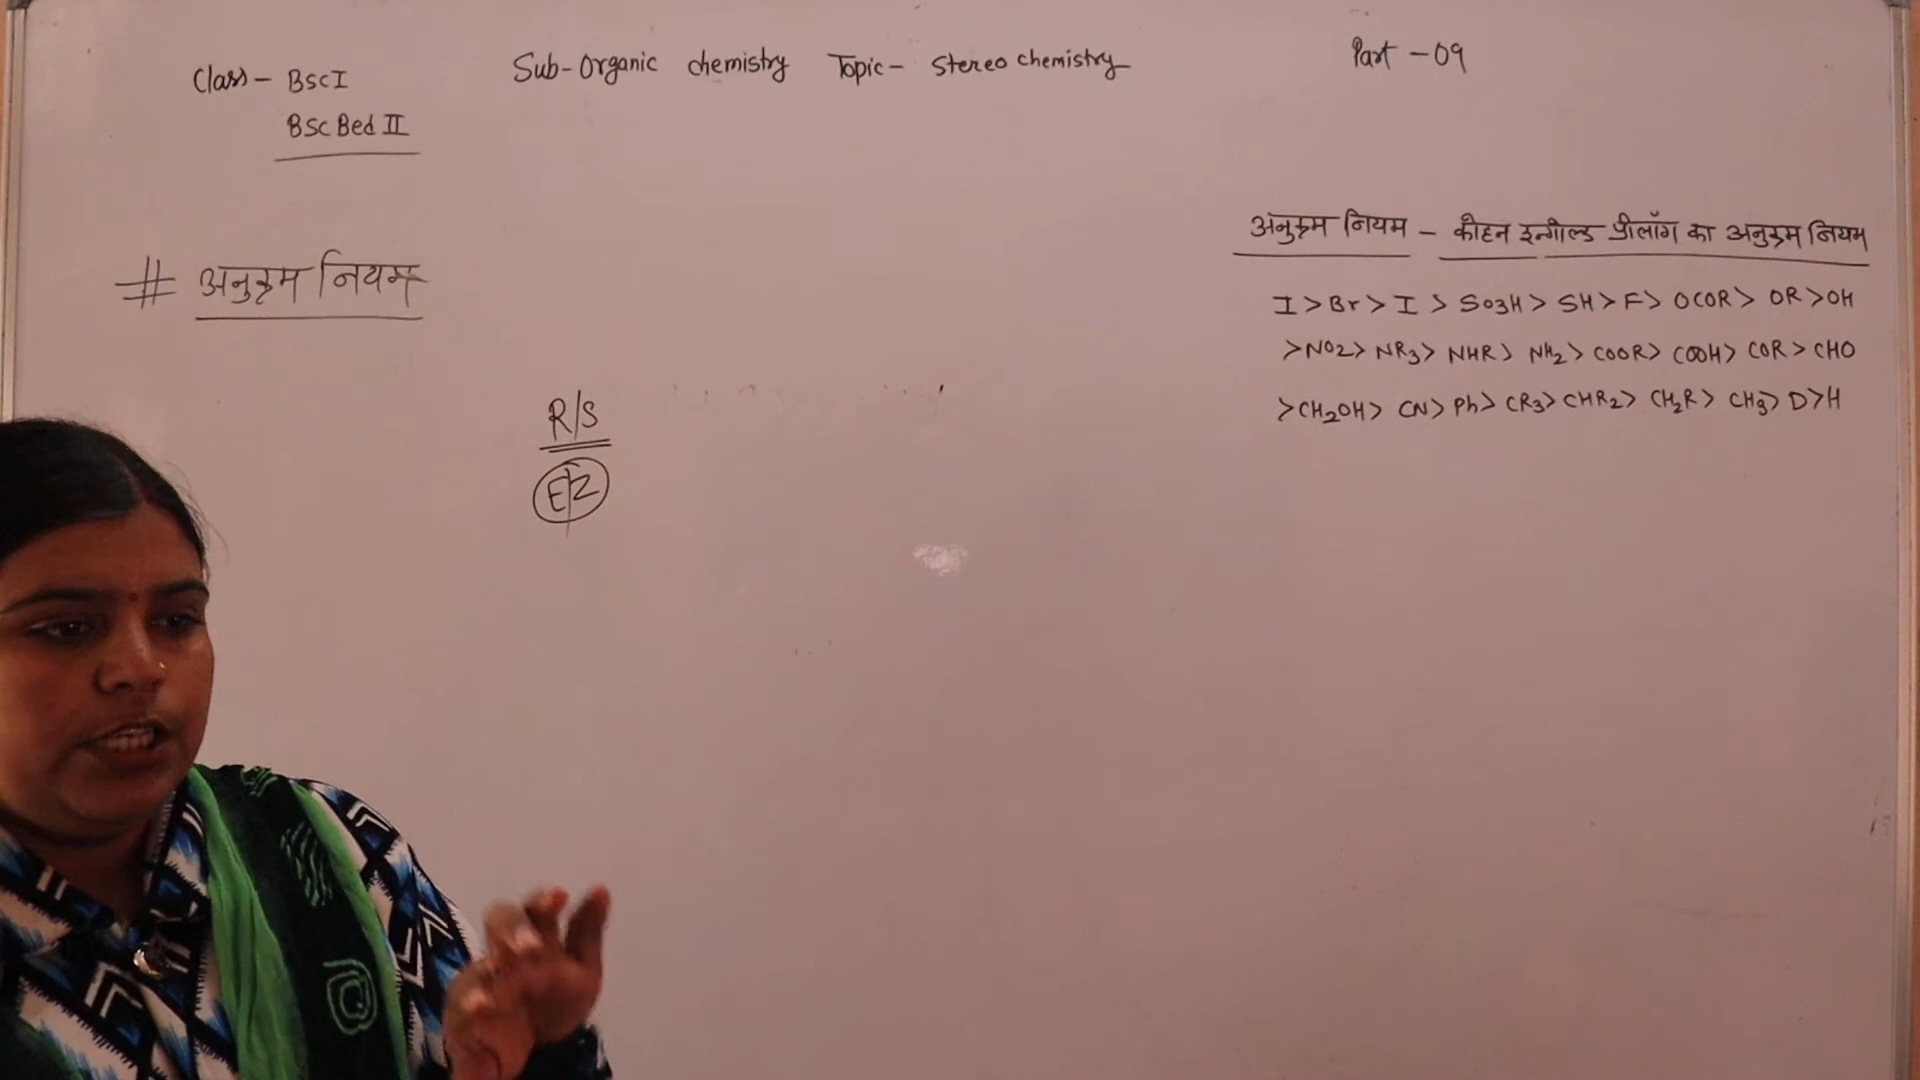 Class - BSc I
BSc Bed II
Sub-Organic chemistry Topic - Stereo chemistry
Part - 09
# अनुक्रम नियम
R/S
E/Z
अनुक्रम नियम - कोहन इन्गोल्ड प्रीलॉग का अनुक्रम नियम
I > Br > I > SO3H > SH > F > OCOR > OR > OH
> NO2 > NR3 > NHR > NH2 > COOR > COOH > COR > CHO
> CH2OH > CN > Ph > CR3 > CHR2 > CH2R > CH3 > D > H